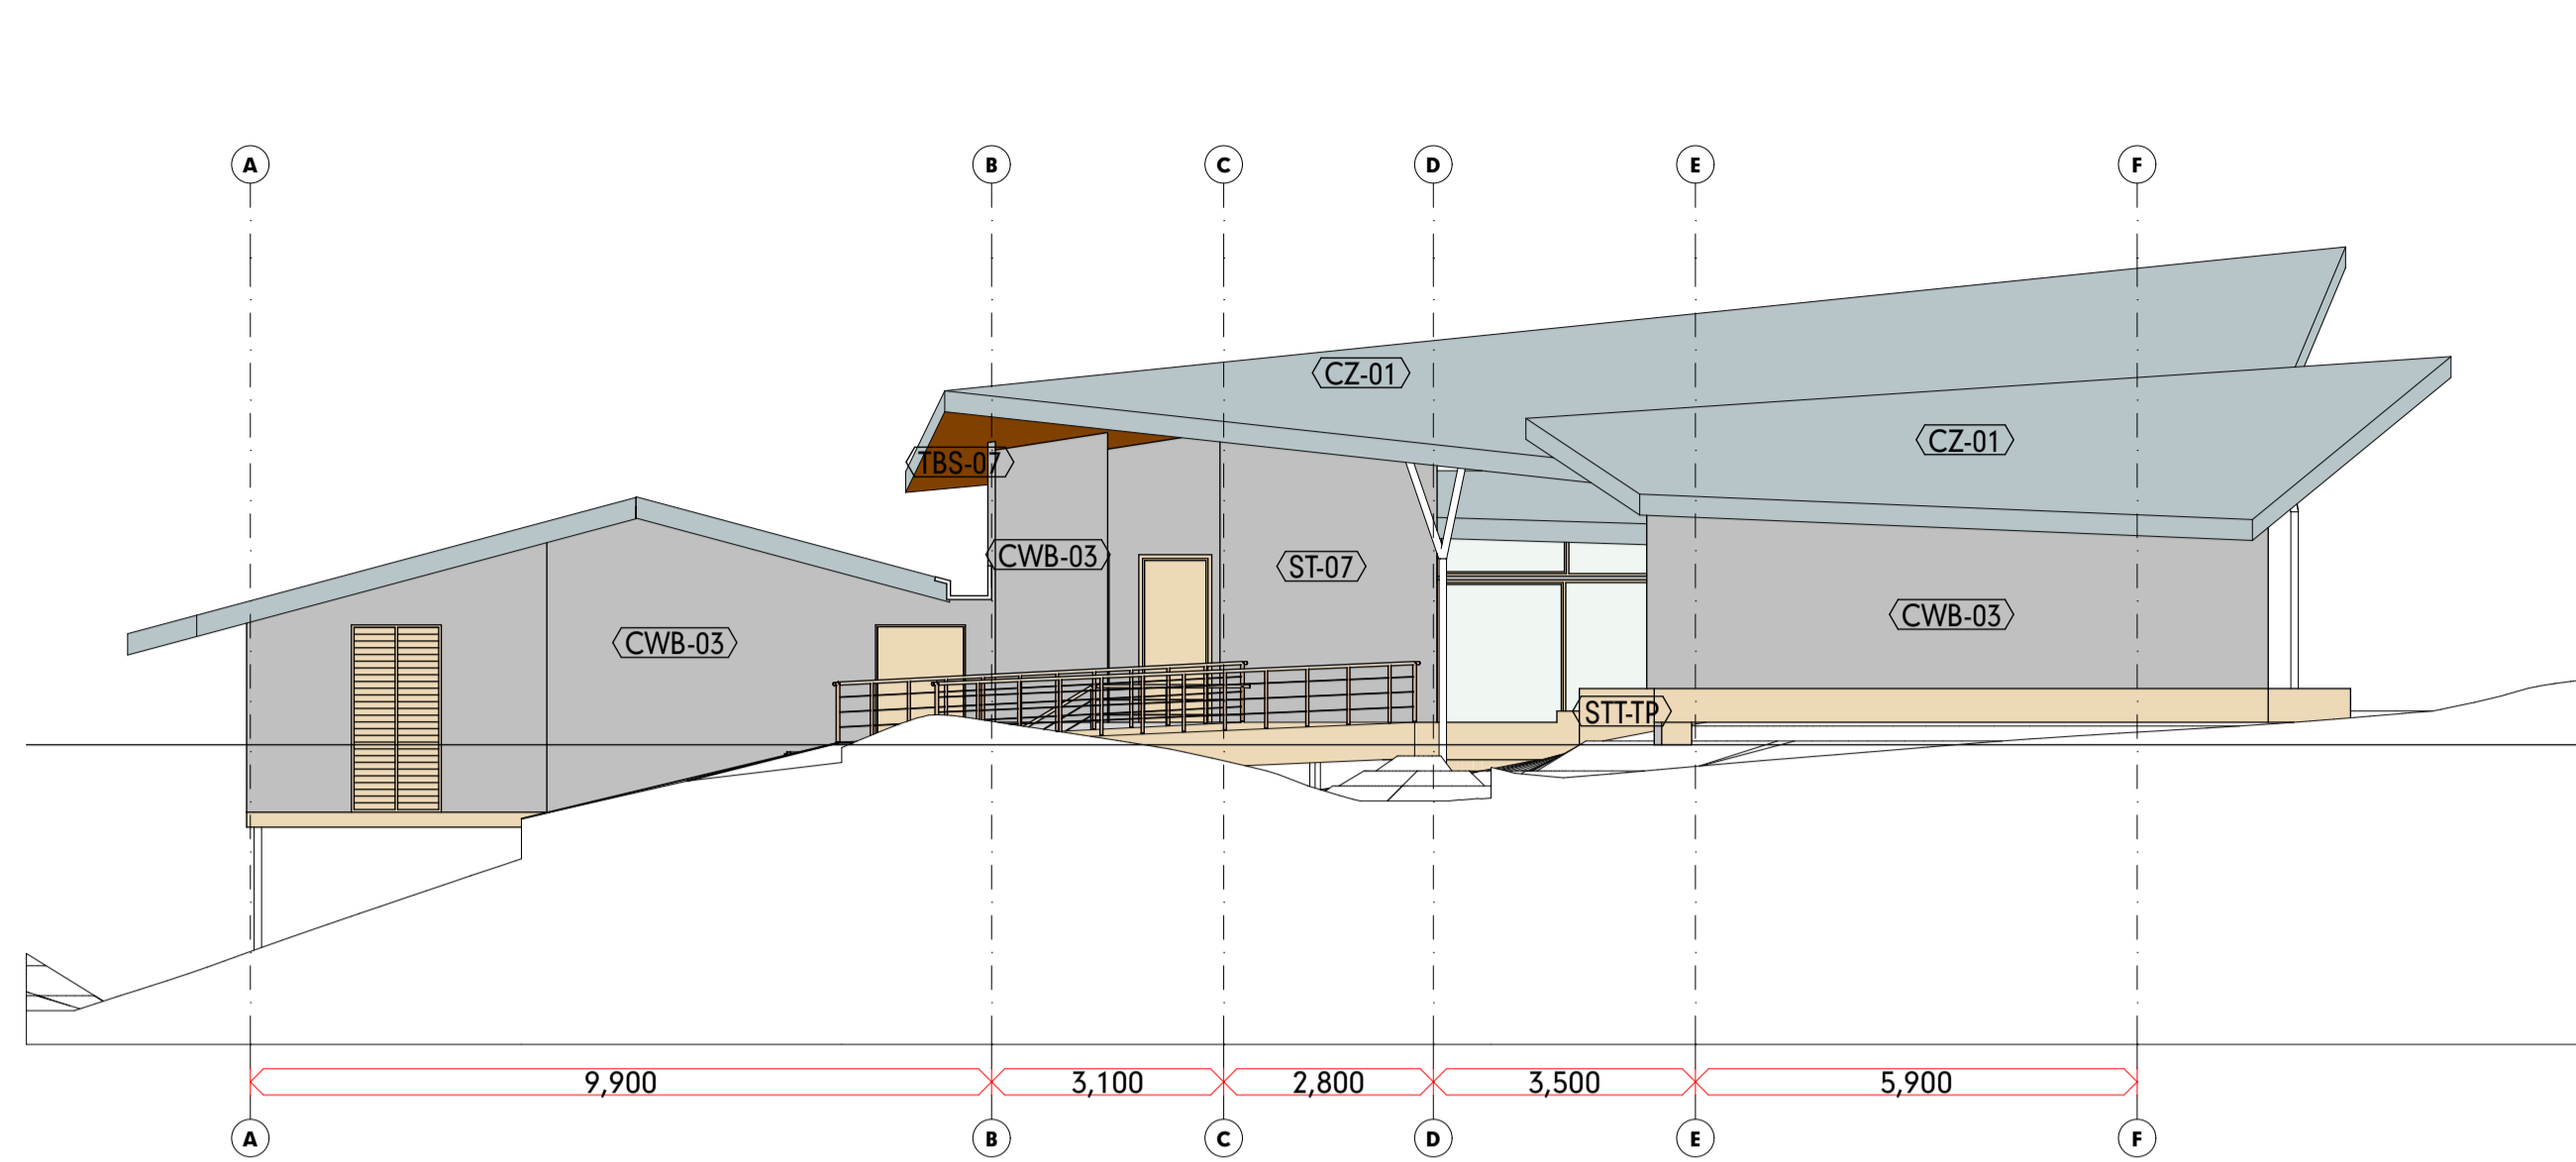 A B C D E F
CZ-01
CZ-01
TBS-07
CWB-03
ST-07
CWB-03
CWB-03
STT-TP
9,900 3,100 2,800 3,500 5,900
A B C D E F